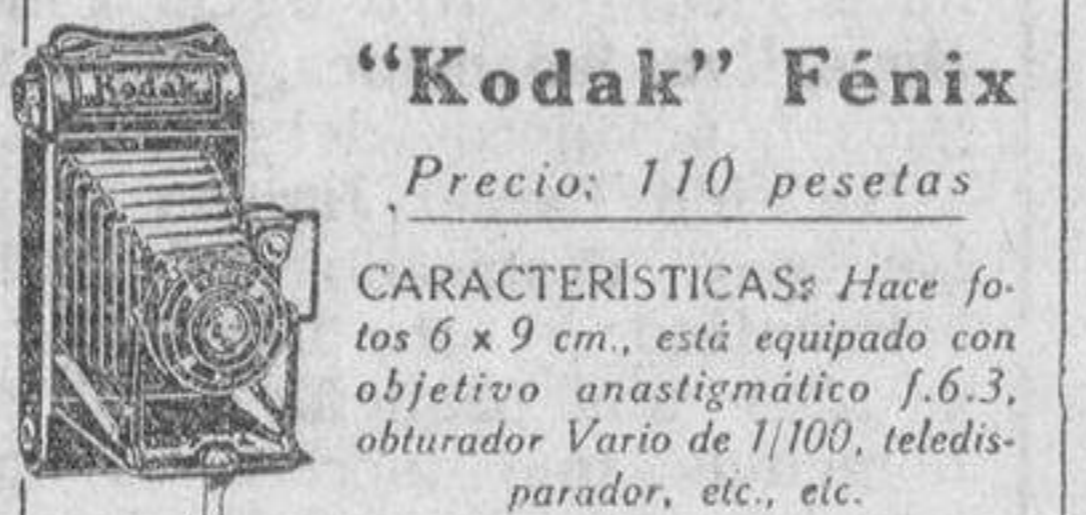 Kodak
“Kodak” Fénix
Precio: 110 pesetas
CARACTERÍSTICAS: Hace fo-
tos 6 x 9 cm., está equipado con
objetivo anastigmático f.6.3,
obturador Vario de 1/100, teledis-
parador, etc., etc.